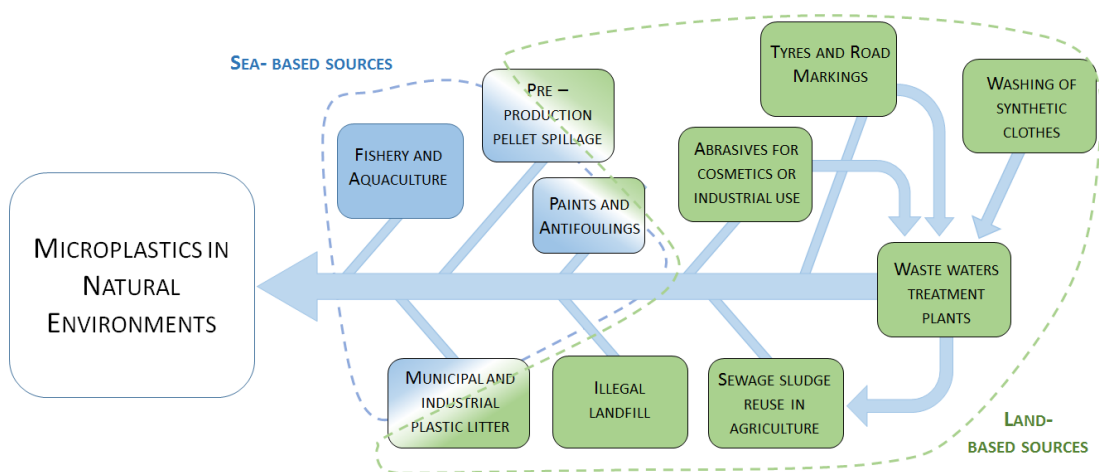 SEA- BASED SOURCES
PRE –
PRODUCTION
PELLET SPILLAGE
TYRES AND ROAD
MARKINGS
WASHING OF
SYNTHETIC
CLOTHES
FISHERY AND
AQUACULTURE
ABRASIVES FOR
COSMETICS OR
INDUSTRIAL USE
PAINTS AND
ANTIFOULINGS
MICROPLASTICS IN
NATURAL
ENVIRONMENTS
WASTE WATERS
TREATMENT
PLANTS
MUNICIPAL AND
INDUSTRIAL
PLASTIC LITTER
ILLEGAL
LANDFILL
SEWAGE SLUDGE
REUSE IN
AGRICULTURE
LAND-
BASED SOURCES